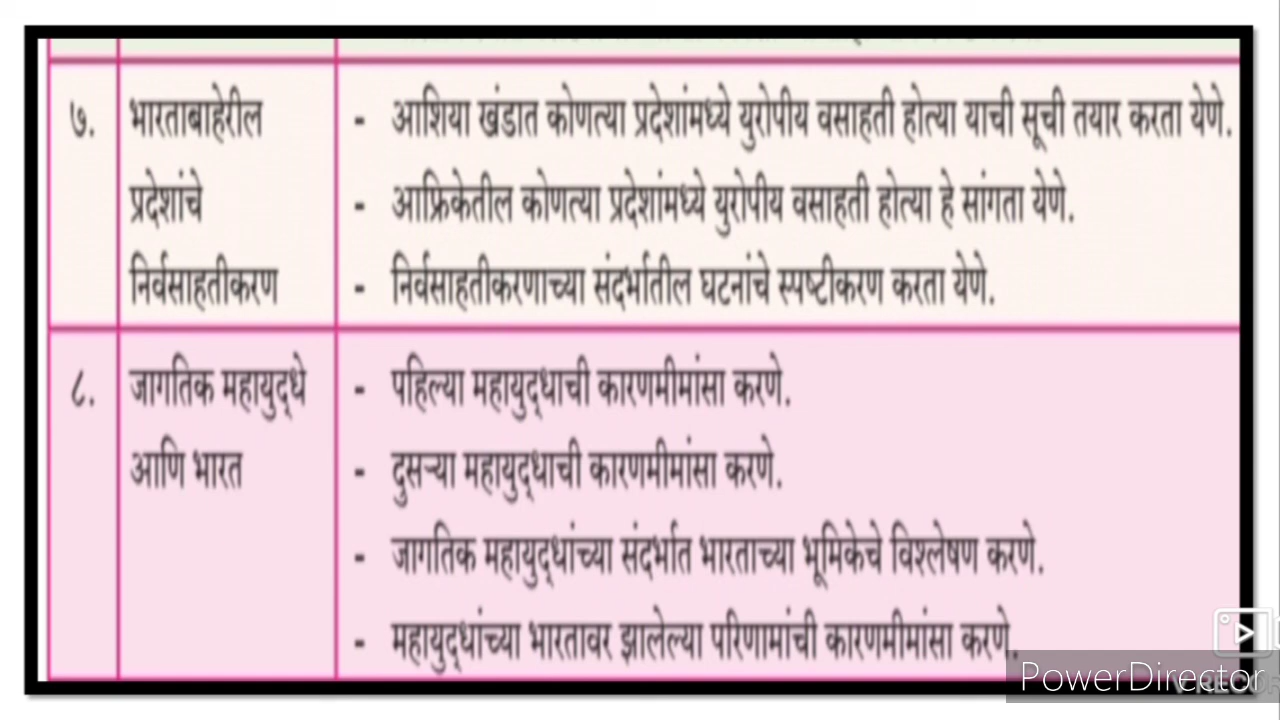 ७. भारताबाहेरील - आशिया खंडात कोणत्या प्रदेशांमध्ये युरोपीय वसाहती होत्या याची सूची तयार करता येणे.
प्रदेशांचे - आफ्रिकेतील कोणत्या प्रदेशांमध्ये युरोपीय वसाहती होत्या हे सांगता येणे.
निर्वसाहतीकरण - निर्वसाहतीकरणाच्या संदर्भातील घटनांचे स्पष्टीकरण करता येणे.
८. जागतिक महायुद्धे - पहिल्या महायुद्धाची कारणमीमांसा करणे.
आणि भारत - दुसऱ्या महायुद्धाची कारणमीमांसा करणे.
- जागतिक महायुद्धांच्या संदर्भात भारताच्या भूमिकेचे विश्लेषण करणे.
- महायुद्धांच्या भारतावर झालेल्या परिणामांची कारणमीमांसा करणे.
PowerDirector